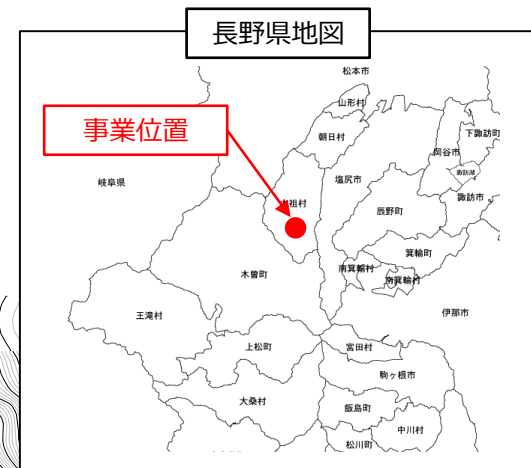 長野県地図
松本市
山形村
事業位置
朝日村
下諏訪町
岡谷市
諏訪湖
岐阜県
塩尻市
諏訪市
木祖村
辰野町
箕輪町
南箕輪村
南箕輪村
木曽町
王滝村
伊那市
上松町
宮田村
駒ヶ根市
大桑村
飯島町
中川村
松川町